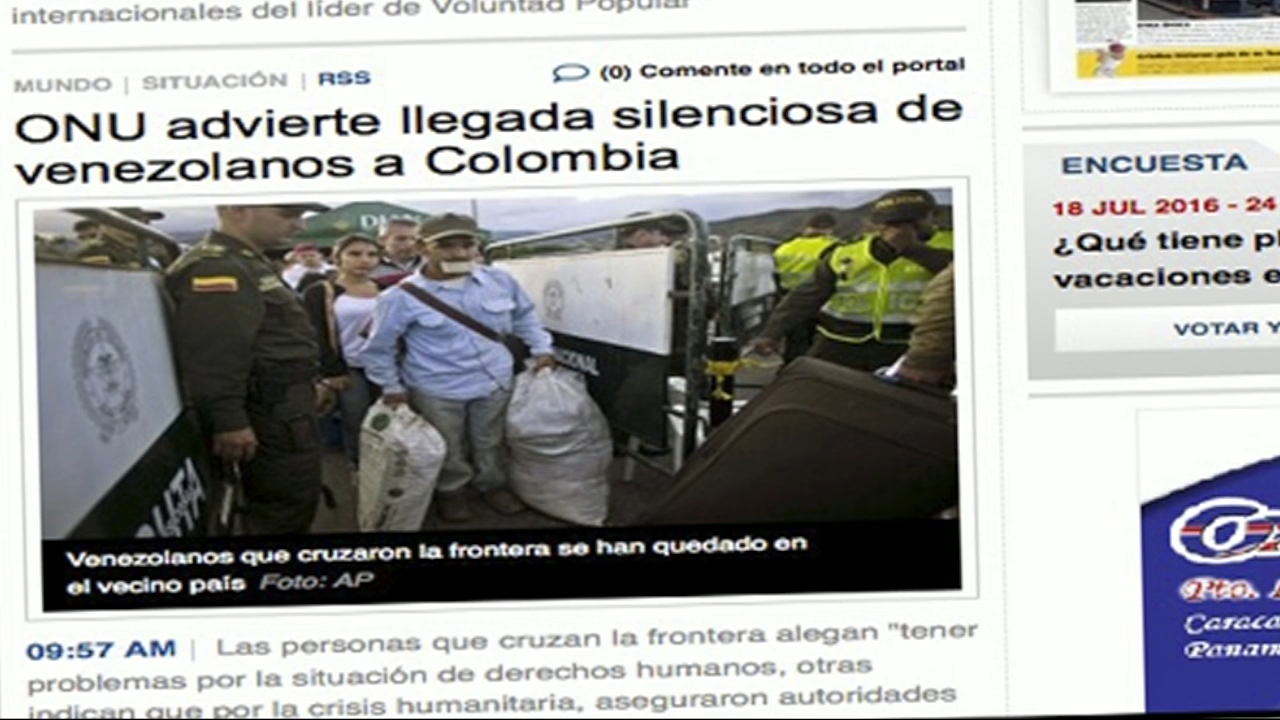 internacionales del líder de Voluntad Popular
MUNDO | SITUACIÓN | RSS
(0) Comente en todo el portal
ONU advierte llegada silenciosa de
venezolanos a Colombia
Venezolanos que cruzaron la frontera se han quedado en
el vecino país Foto: AP
09:57 AM | Las personas que cruzan la frontera alegan "tener
problemas por la situación de derechos humanos, otras
indican que por la crisis humanitaria, aseguraron autoridades
ENCUESTA
18 JUL 2016 - 24
¿Qué tiene
vacaciones
VOTAR Y
Pto.